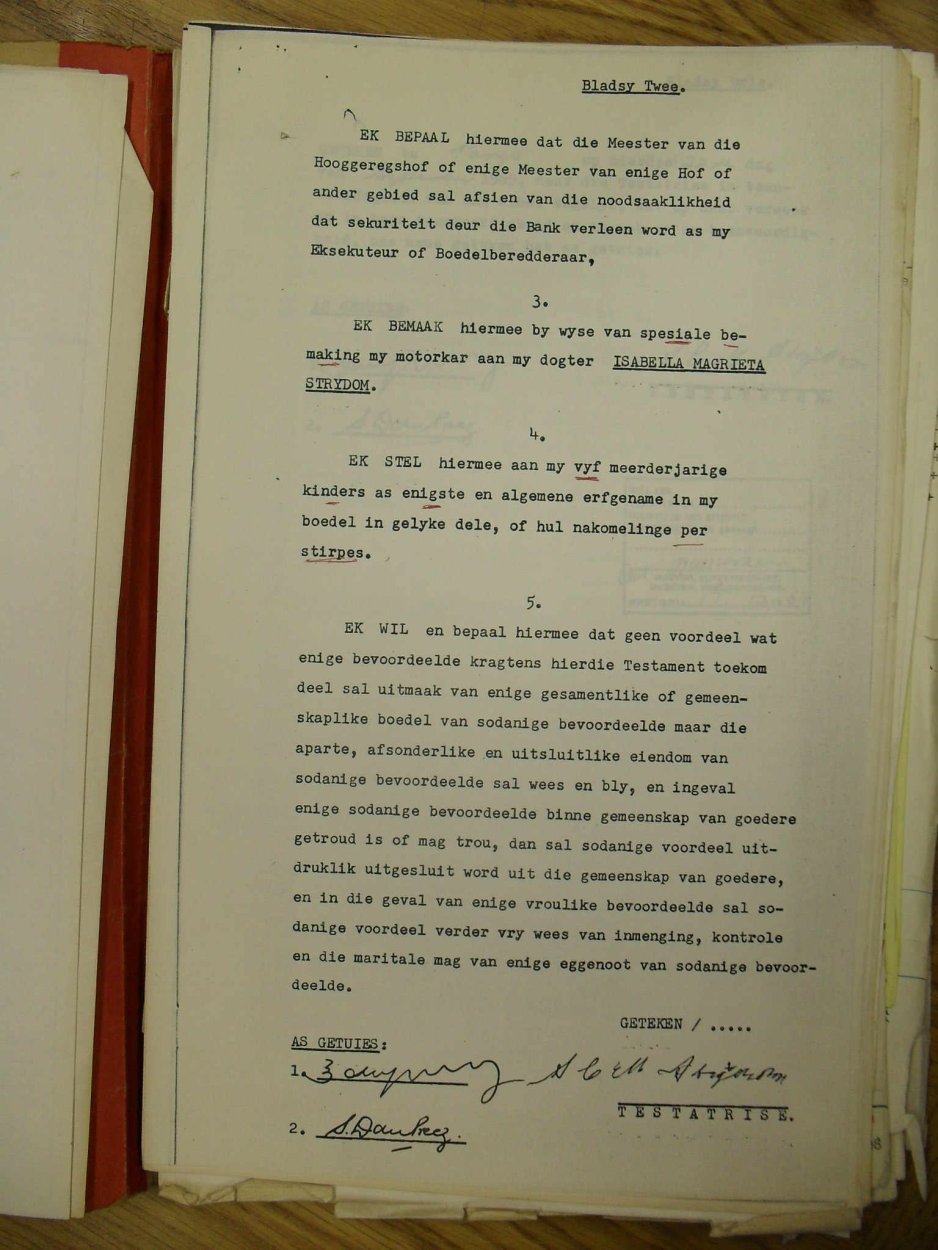 Bladsy Twee.
EK BEPAAL hiermee dat die Meester van die
Hooggeregshof of enige Meester van enige Hof of
ander gebied sal afsien van die noodsaaklikheid
dat sekuriteit deur die Bank verleen word as my
Eksekuteur of Boedelberedderaar,
3.
EK BEMAAK hiermee by wyse van spesiale be-
making my motorkar aan my dogter ISABELLA MAGRIETA
STRYDOM.
4.
EK STEL hiermee aan my vyf meerderjarige
kinders as enigste en algemene erfgename in my
boedel in gelyke dele, of hul nakomelinge per
stirpes.
5.
EK WIL en bepaal hiermee dat geen voordeel wat
enige bevoordeelde kragtens hierdie Testament toekom
deel sal uitmaak van enige gesamentlike of gemeen-
skaplike boedel van sodanige bevoordeelde maar die
aparte, afsonderlike en uitsluitlike eiendom van
sodanige bevoordeelde sal wees en bly, en ingeval
enige sodanige bevoordeelde binne gemeenskap van goedere
getroud is of mag trou, dan sal sodanige voordeel uit-
druklik uitgesluit word uit die gemeenskap van goedere,
en in die geval van enige vroulike bevoordeelde sal so-
danige voordeel verder vry wees van inmenging, kontrole
en die maritale mag van enige eggenoot van sodanige bevoor-
deelde.
GETEKEN / .....
AS GETUIES:
1.
TESTATRISE.
2.